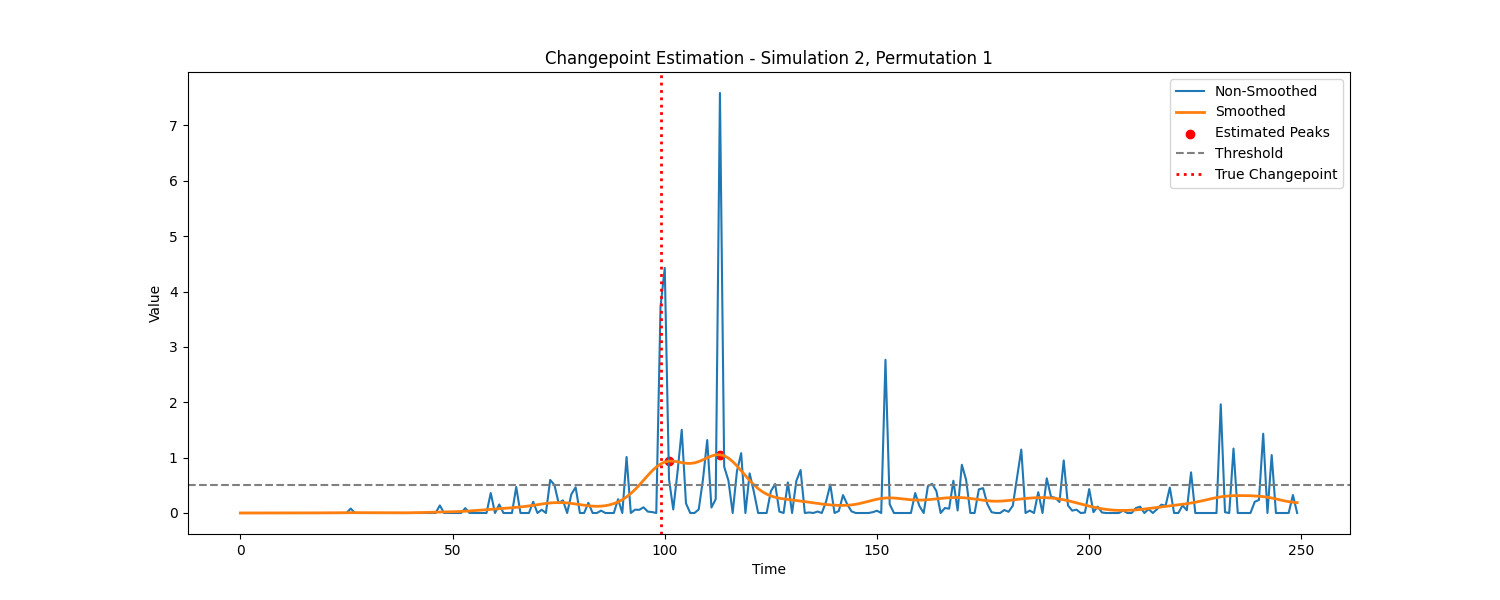 Changepoint Estimation - Simulation 2, Permutation 1
Non-Smoothed
Smoothed
Estimated Peaks
Threshold
True Changepoint
Value
7
6
5
4
3
2
1
0
0 50 100 150 200 250
Time